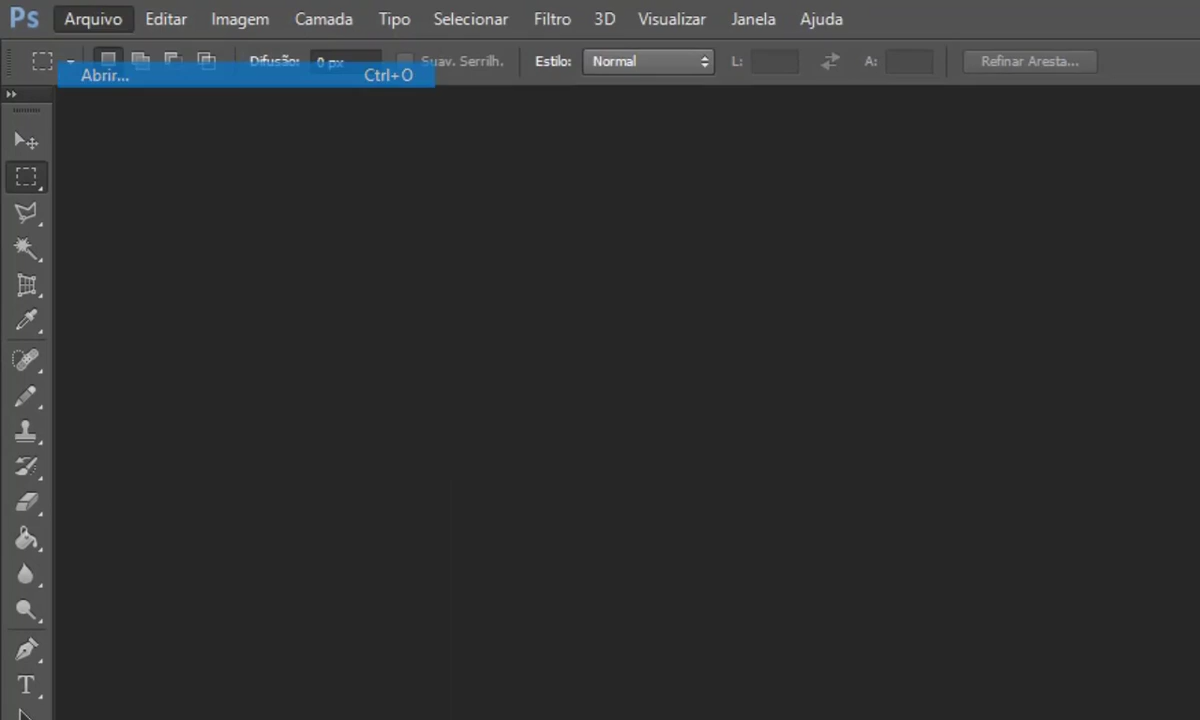 Ps Arquivo Editar Imagem Camada Tipo Selecionar Filtro 3D Visualizar Janela Ajuda
Difusão: 0 px Suav. Serrilh. Estilo: Normal L: A: Refinar Aresta...
Abrir... Ctrl+O
T